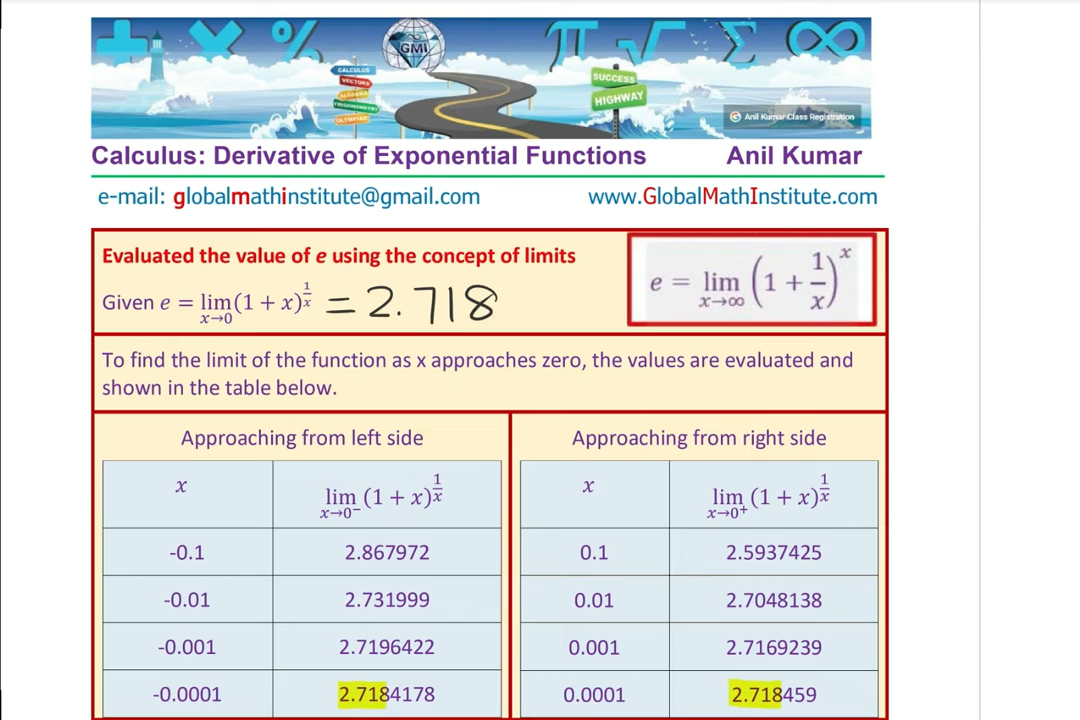 GMI
CALCULUS
VECTORS
ALGEBRA
TRIGONOMETRY
OLYMPIAD
SUCCESS
HIGHWAY
Anil Kumar Class Registration
Calculus: Derivative of Exponential Functions Anil Kumar
e-mail: globalmathinstitute@gmail.com www.GlobalMathInstitute.com
Evaluated the value of e using the concept of limits
Given e = lim_{x→0} (1 + x)^{1/x} = 2.718
e = lim_{x→∞} (1 + 1/x)^x
To find the limit of the function as x approaches zero, the values are evaluated and
shown in the table below.
Approaching from left side Approaching from right side
x lim_{x→0⁻} (1 + x)^{1/x} x lim_{x→0⁺} (1 + x)^{1/x}
-0.1 2.867972 0.1 2.5937425
-0.01 2.731999 0.01 2.7048138
-0.001 2.7196422 0.001 2.7169239
-0.0001 2.7184178 0.0001 2.718459